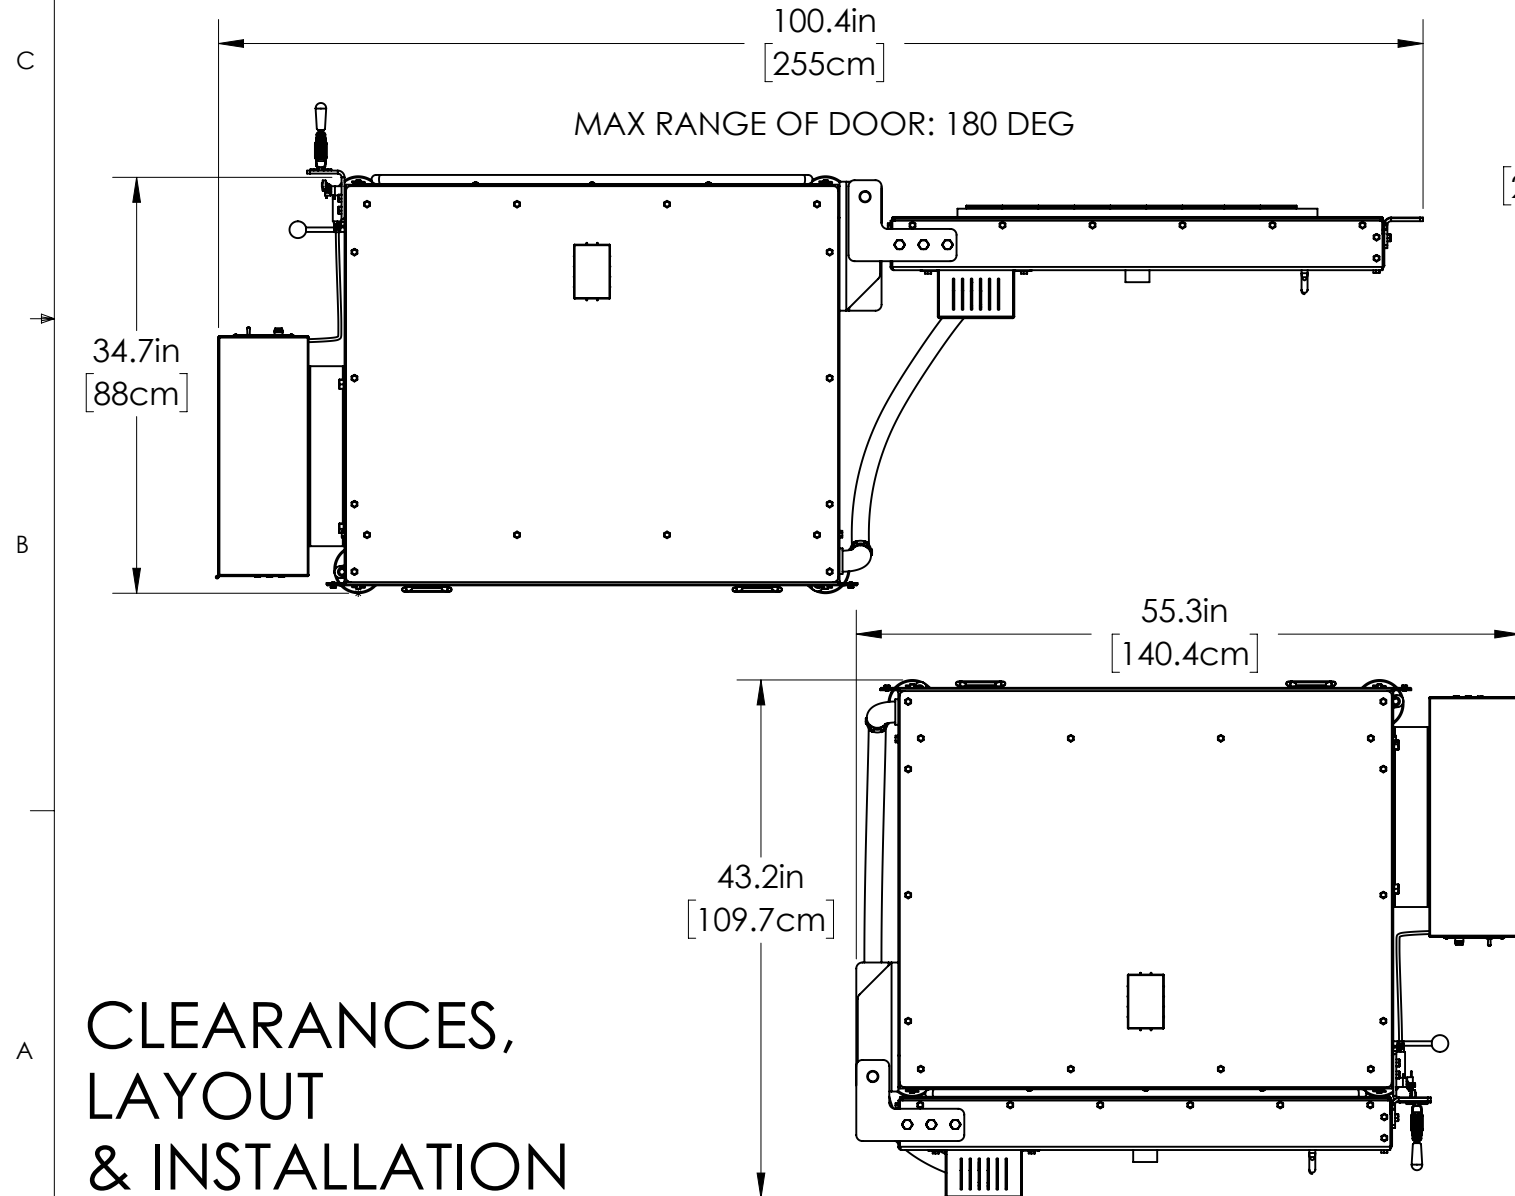 C
100.4in
[255cm]
MAX RANGE OF DOOR: 180 DEG
34.7in
[88cm]
B
55.3in
[140.4cm]
43.2in
[109.7cm]
A
CLEARANCES,
LAYOUT
& INSTALLATION